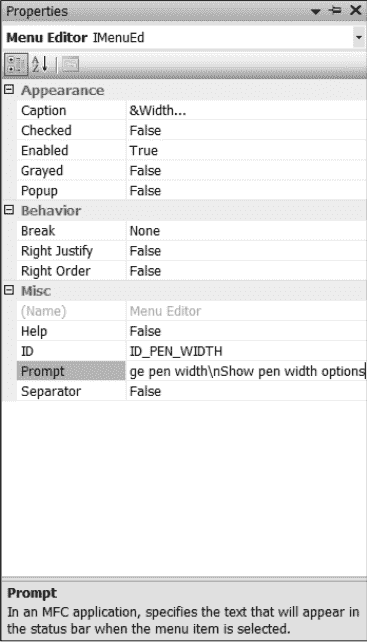 Properties
Menu Editor IMenuEd
Appearance
Caption &Width...
Checked False
Enabled True
Grayed False
Popup False
Behavior
Break None
Right Justify False
Right Order False
Misc
(Name) Menu Editor
Help False
ID ID_PEN_WIDTH
Prompt ge pen width\nShow pen width options
Separator False
Prompt
In an MFC application, specifies the text that will appear in
the status bar when the menu item is selected.